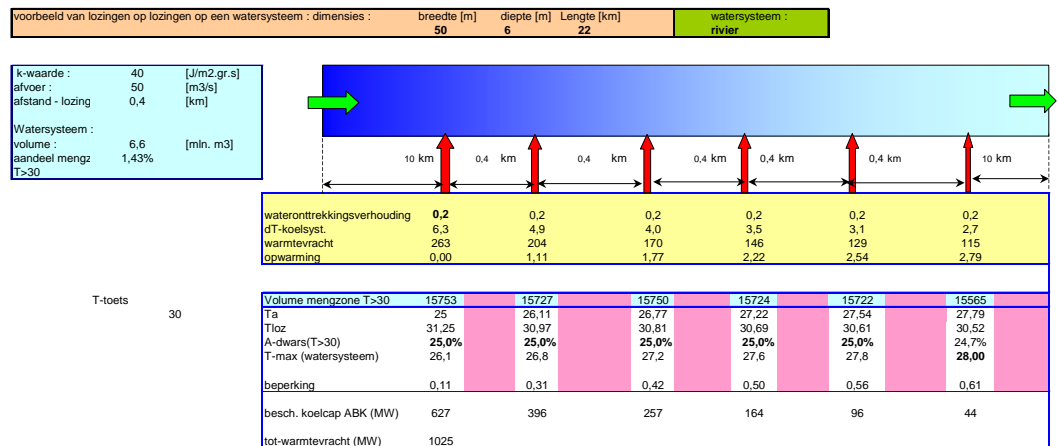 voorbeeld van lozingen op lozingen op een watersysteem : dimensies : breedte [m] diepte [m] Lengte [km] watersysteem :
50 6 22 rivier
k-waarde : 40 [J/m2.gr.s]
afvoer : 50 [m3/s]
afstand - lozing 0,4 [km]
Watersysteem :
volume : 6,6 [mln. m3]
aandeel mengz 1,43%
T>30
10 km 0,4 km 0,4 km 0,4 km 0,4 km 0,4 km 10 km
wateronttrekkingsverhouding 0,2 0,2 0,2 0,2 0,2 0,2
dT-koelsyst. 6,3 4,9 4,0 3,5 3,1 2,7
warmtevracht 263 204 170 146 129 115
opwarming 0,00 1,11 1,77 2,22 2,54 2,79
T-toets
30
Volume mengzone T>30 15753 15727 15750 15724 15722 15565
Ta 25 26,11 26,77 27,22 27,54 27,79
Tloz 31,25 30,97 30,81 30,69 30,61 30,52
A-dwars(T>30) 25,0% 25,0% 25,0% 25,0% 25,0% 24,7%
T-max (watersysteem) 26,1 26,8 27,2 27,6 27,8 28,00
beperking 0,11 0,31 0,42 0,50 0,56 0,61
besch. koelcap ABK (MW) 627 396 257 164 96 44
tot-warmtevracht (MW) 1025